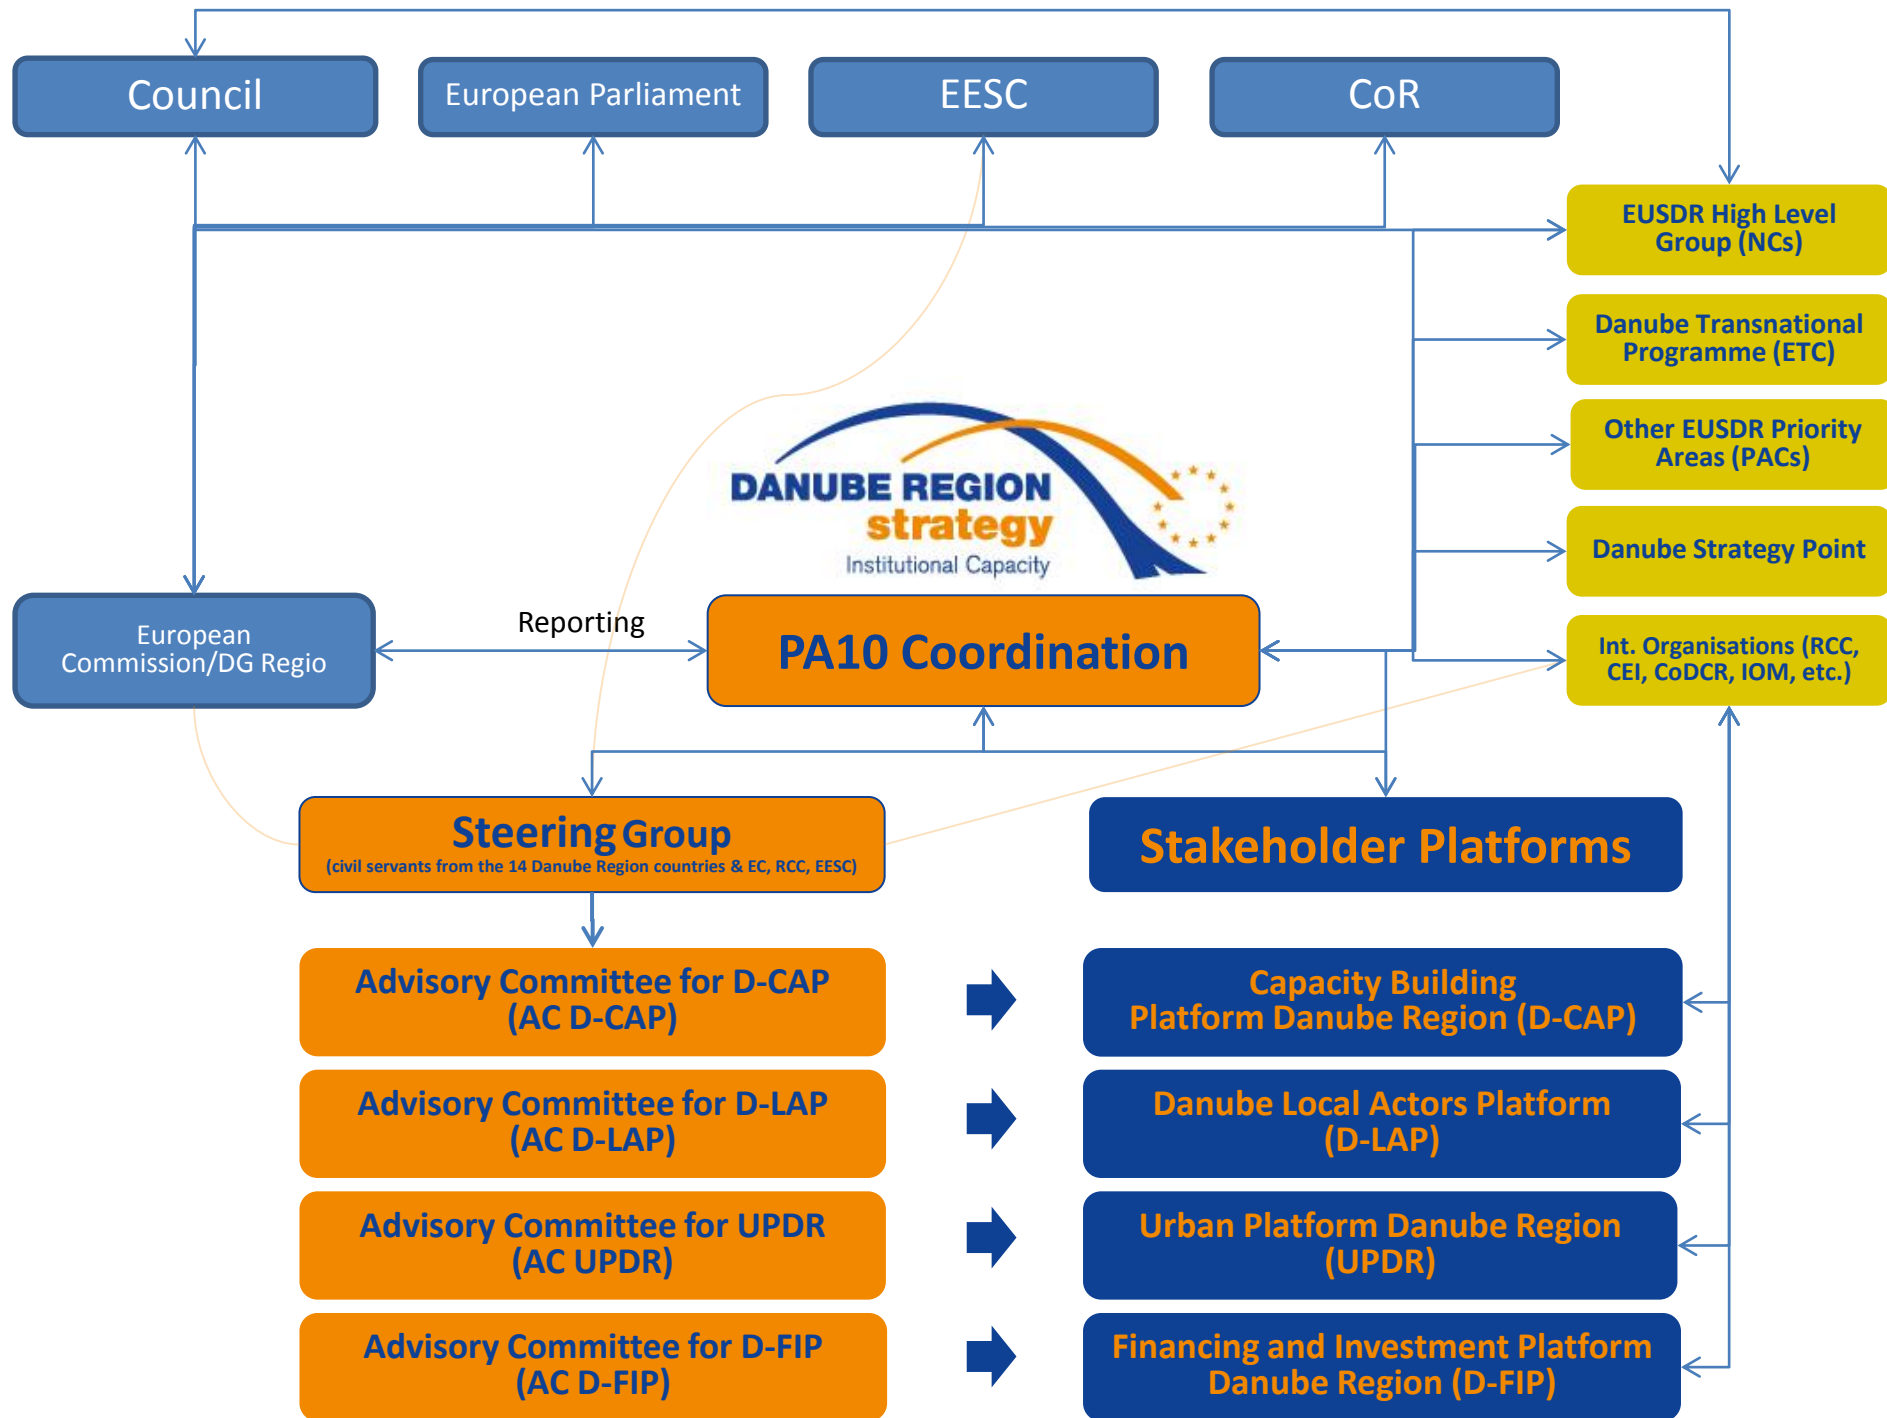 Council
European Parliament
EESC
CoR
EUSDR High Level
Group (NCs)
Danube Transnational
Programme (ETC)
Other EUSDR Priority
Areas (PACs)
Danube Strategy Point
Int. Organisations (RCC,
CEI, CoDCR, IOM, etc.)
DANUBE REGION
strategy
Institutional Capacity
European
Commission/DG Regio
Reporting
PA10 Coordination
Steering Group
(civil servants from the 14 Danube Region countries & EC, RCC, EESC)
Stakeholder Platforms
Advisory Committee for D-CAP
(AC D-CAP)
Capacity Building
Platform Danube Region (D-CAP)
Advisory Committee for D-LAP
(AC D-LAP)
Danube Local Actors Platform
(D-LAP)
Advisory Committee for UPDR
(AC UPDR)
Urban Platform Danube Region
(UPDR)
Advisory Committee for D-FIP
(AC D-FIP)
Financing and Investment Platform
Danube Region (D-FIP)